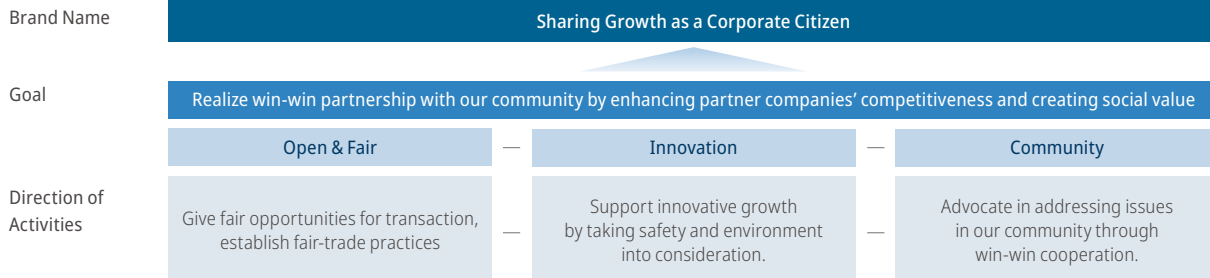 Brand Name
Sharing Growth as a Corporate Citizen
Goal
Realize win-win partnership with our community by enhancing partner companies’ competitiveness and creating social value
Open & Fair
Innovation
Community
Direction of
Activities
Give fair opportunities for transaction,
establish fair-trade practices
Support innovative growth
by taking safety and environment
into consideration.
Advocate in addressing issues
in our community through
win-win cooperation.